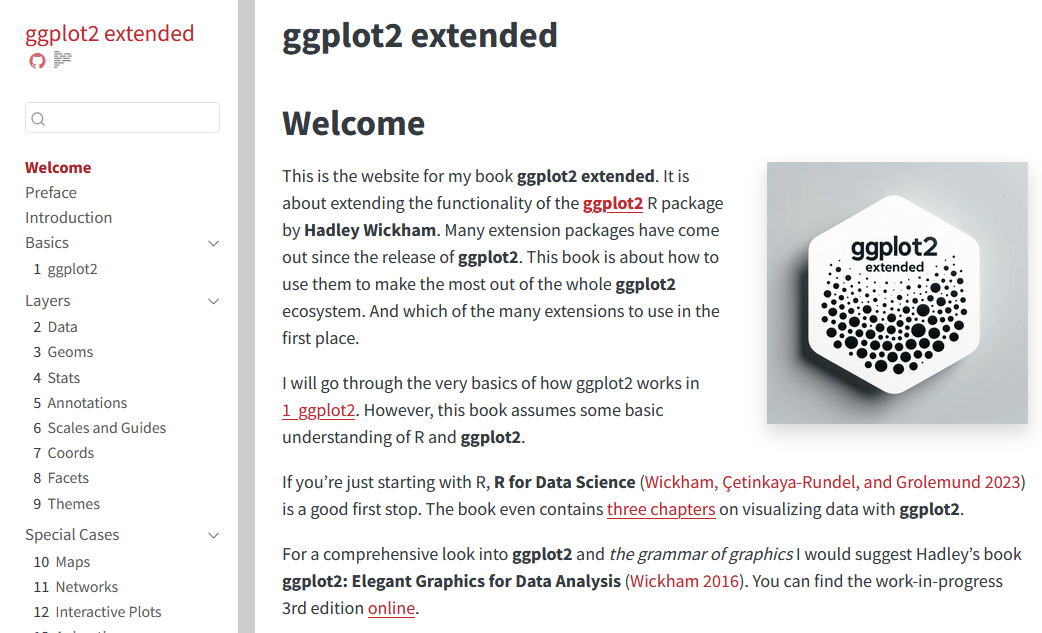 ggplot2 extended
Welcome
Preface
Introduction
Basics
1 ggplot2
Layers
2 Data
3 Geoms
4 Stats
5 Annotations
6 Scales and Guides
7 Coords
8 Facets
9 Themes
Special Cases
10 Maps
11 Networks
12 Interactive Plots
ggplot2 extended
Welcome
This is the website for my book ggplot2 extended. It is
about extending the functionality of the ggplot2 R package
by Hadley Wickham. Many extension packages have come
out since the release of ggplot2. This book is about how to
use them to make the most out of the whole ggplot2
ecosystem. And which of the many extensions to use in the
first place.
ggplot2
extended
I will go through the very basics of how ggplot2 works in
1 ggplot2. However, this book assumes some basic
understanding of R and ggplot2.
If you’re just starting with R, R for Data Science (Wickham, Çetinkaya-Rundel, and Grolemund 2023)
is a good first stop. The book even contains three chapters on visualizing data with ggplot2.
For a comprehensive look into ggplot2 and the grammar of graphics I would suggest Hadley’s book
ggplot2: Elegant Graphics for Data Analysis (Wickham 2016). You can find the work-in-progress
3rd edition online.